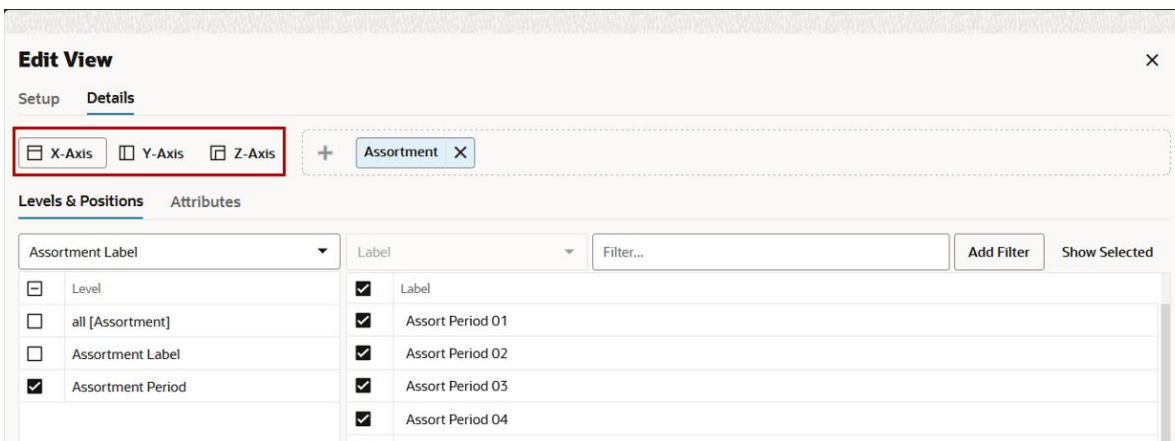 Edit View
Setup Details
X-Axis Y-Axis Z-Axis Assortment
Levels & Positions Attributes
Assortment Label Label Filter... Add Filter Show Selected
Level Label
all [Assortment] Assort Period 01
Assortment Label Assort Period 02
Assortment Period Assort Period 03
Assort Period 04